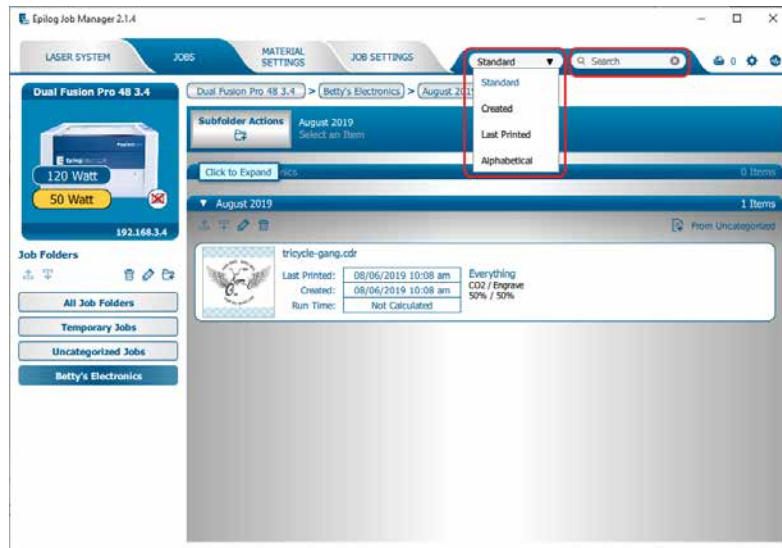 Epilog Job Manager 2.1.4
LASER SYSTEM
JOBS
MATERIAL SETTINGS
JOB SETTINGS
Standard
Search
0
Standard
Created
Last Printed
Alphabetical
Dual Fusion Pro 48 3.4
120 Watt
50 Watt
192.168.3.4
Dual Fusion Pro 48 3.4 > Betty's Electronics > August
Subfolder Actions
August 2019
Select an Item
Click to Expand
0 Items
August 2019
1 Items
From Uncategorized
tricycle-gang.cdr
Last Printed: 08/06/2019 10:08 am
Created: 08/06/2019 10:08 am
Run Time: Not Calculated
Everything
CO2 / Engrave
50% / 50%
Job Folders
All Job Folders
Temporary Jobs
Uncategorized Jobs
Betty's Electronics